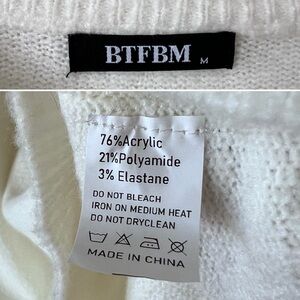 BTFBM M
76%Acrylic
21%Polyamide
3% Elastane
DO NOT BLEACH
IRON ON MEDIUM HEAT
DO NOT DRYCLEAN
MADE IN CHINA